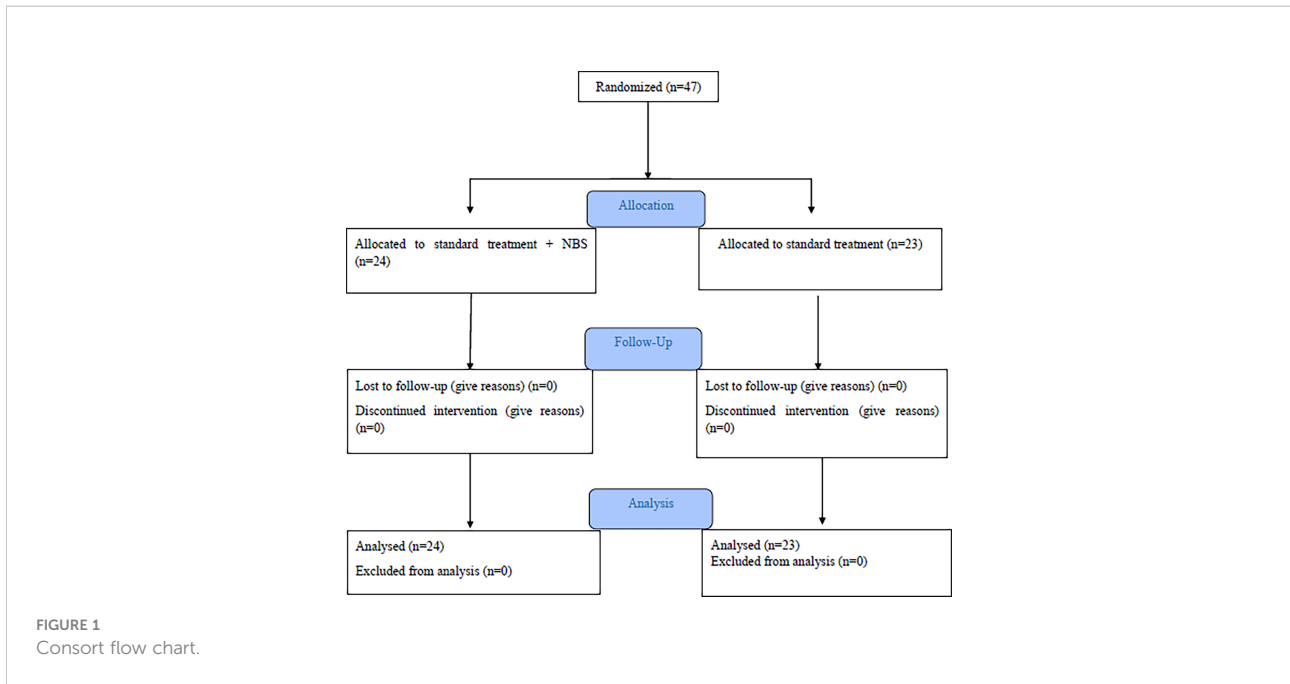 Randomized (n=47)
Allocation
Allocated to standard treatment + NBS
(n=24)
Allocated to standard treatment (n=23)
Follow-Up
Lost to follow-up (give reasons) (n=0)
Discontinued intervention (give reasons)
(n=0)
Lost to follow-up (give reasons) (n=0)
Discontinued intervention (give reasons)
(n=0)
Analysis
Analysed (n=24)
Excluded from analysis (n=0)
Analysed (n=23)
Excluded from analysis (n=0)
FIGURE 1
Consort flow chart.